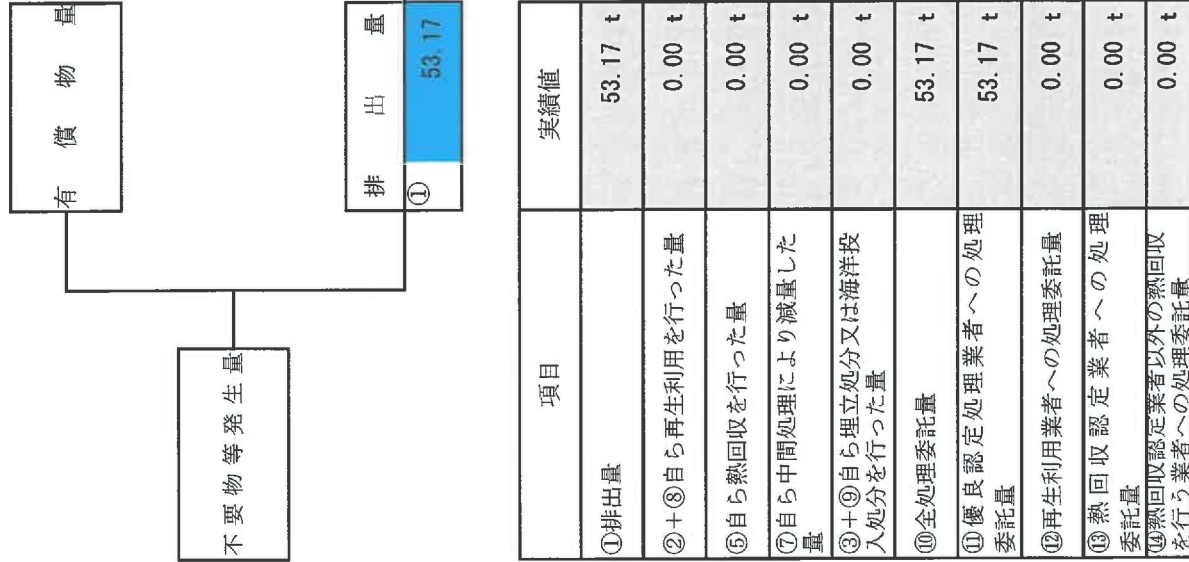 不要物等発生量
有償物量
排出量
① 53.17
項目 実績値
①排出量 53.17 t
②+⑧自ら再生利用を行った量 0.00 t
⑤自ら熱回収を行った量 0.00 t
⑦自ら中間処理により減量した
量 0.00 t
③+⑨自ら埋立処分又は海洋投
入処分を行った量 0.00 t
⑩全処理委託量 53.17 t
⑪優良認定処理業者への処理
委託量 53.17 t
⑫再生利用業者への処理委託量 0.00 t
⑬熱回収認定業者への処理
委託量 0.00 t
⑭熱回収認定業者以外の熱回収
を行う業者への処理委託量 0.00 t